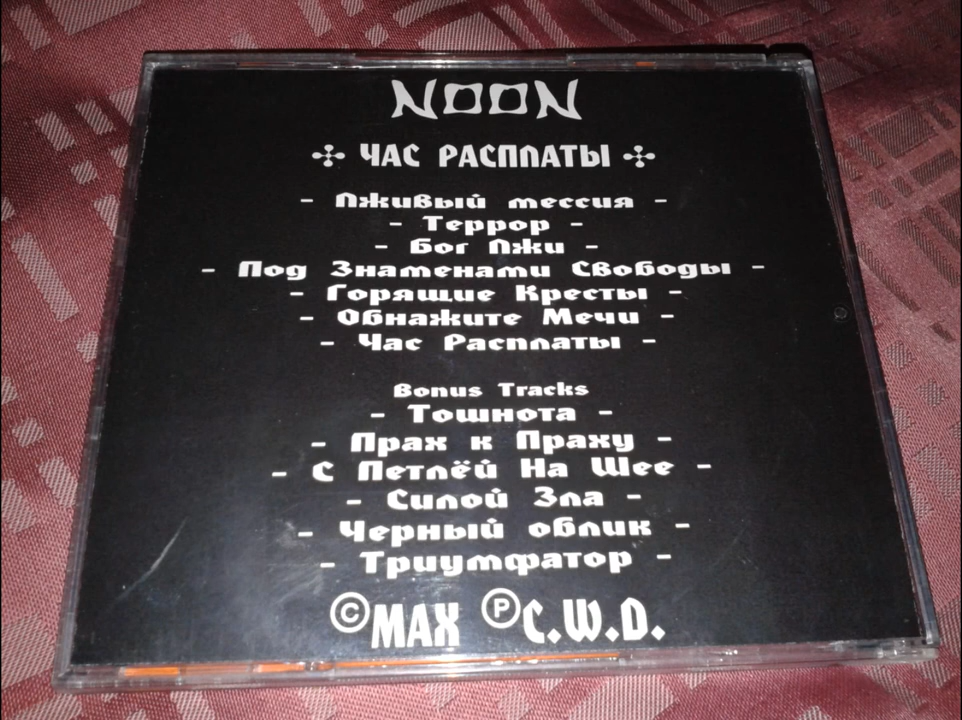 NOON
ЧАС РАСПЛАТЫ
- Лживый мессия -
- Террор -
- Бог Лжи -
- Под Знаменами Свободы -
- Горящие Кресты -
- Обнажите Мечи -
- Час Расплаты -
Bonus Tracks
- Тошнота -
- Прах к Праху -
- С Петлёй На Шее -
- Силой Зла -
- Черный облик -
- Триумфатор -
©MAX ℗C.W.D.